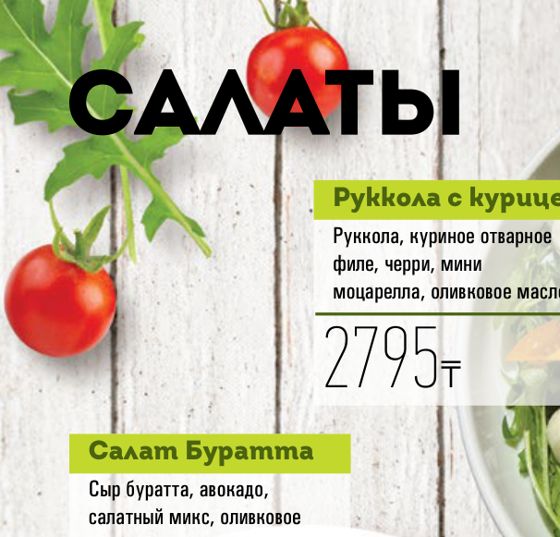 САЛАТЫ
Руккола с курице
Руккола, куриное отварное
филе, черри, мини
моцарелла, оливковое масл
2795₸
Салат Буратта
Сыр буратта, авокадо,
салатный микс, оливковое